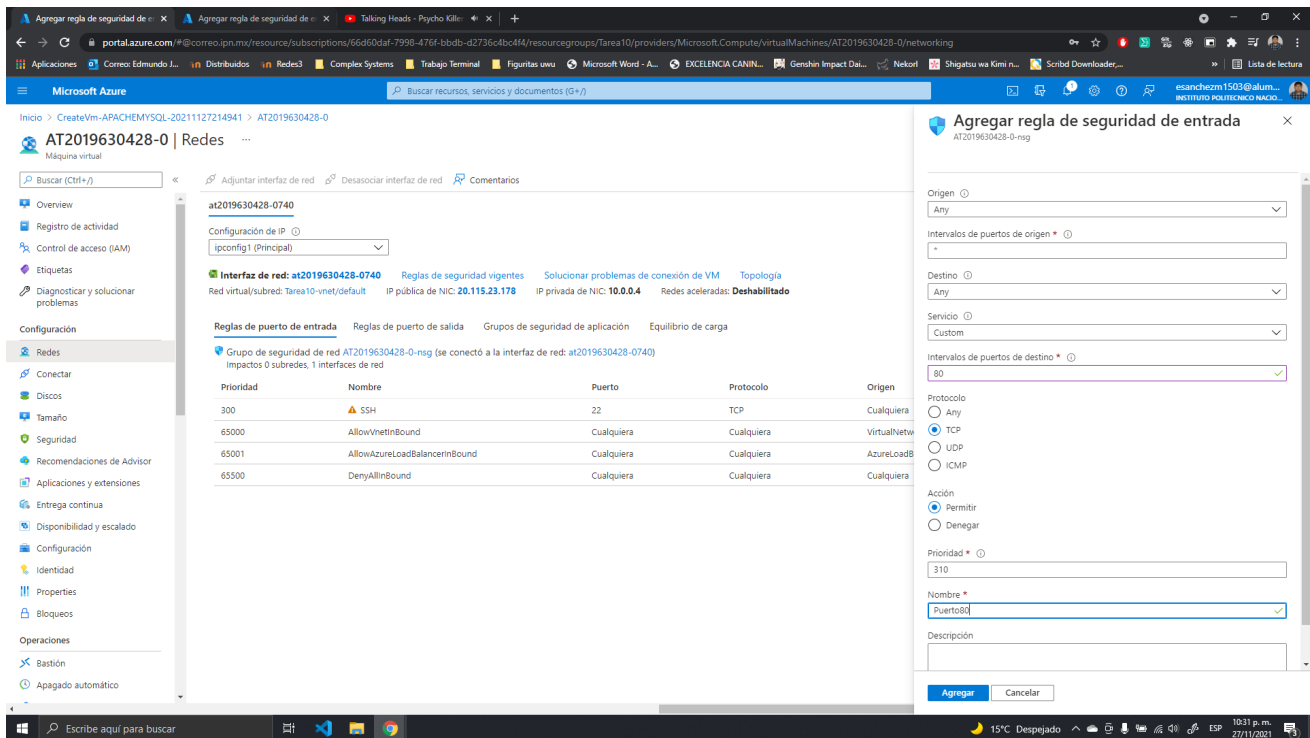 Agregar regla de seguridad de e
Agregar regla de seguridad de e
Talking Heads - Psycho Killer
portal.azure.com/#@correo.ipn.mx/resource/subscriptions/66d60daf-7998-476f-bbdb-d2736c4bc4f4/resourcegroups/Tarea10/providers/Microsoft.Compute/virtualMachines/AT2019630428-0/networking
Aplicaciones Correo: Edmundo J... Distribuidos Redes3 Complex Systems Trabajo Terminal Figuritas uwu Microsoft Word - A... EXCELENCIA CANIN... Genshin Impact Dai... Nekorl Shigatsu wa Kimi n... Scribd Downloader,... » Lista de lectura
Microsoft Azure
Buscar recursos, servicios y documentos (G+/)
1
esanchezm1503@alum...
INSTITUTO POLITECNICO NACIO...
Inicio > CreateVm-APACHEMYSQL-20211127214941 > AT2019630428-0
AT2019630428-0 | Redes ...
Máquina virtual
Buscar (Ctrl+/)
«
Overview
Registro de actividad
Control de acceso (IAM)
Etiquetas
Diagnosticar y solucionar
problemas
Configuración
Redes
Conectar
Discos
Tamaño
Seguridad
Recomendaciones de Advisor
Aplicaciones y extensiones
Entrega continua
Disponibilidad y escalado
Configuración
Identidad
Properties
Bloqueos
Operaciones
Bastión
Apagado automático
Adjuntar interfaz de red Desasociar interfaz de red Comentarios
at2019630428-0740
Configuración de IP
ipconfig1 (Principal)
Interfaz de red: at2019630428-0740 Reglas de seguridad vigentes Solucionar problemas de conexión de VM Topología
Red virtual/subred: Tarea10-vnet/default IP pública de NIC: 20.115.23.178 IP privada de NIC: 10.0.0.4 Redes aceleradas: Deshabilitado
Reglas de puerto de entrada Reglas de puerto de salida Grupos de seguridad de aplicación Equilibrio de carga
Grupo de seguridad de red AT2019630428-0-nsg (se conectó a la interfaz de red: at2019630428-0740)
Impactos 0 subredes, 1 interfaces de red
Prioridad Nombre Puerto Protocolo Origen
300 SSH 22 TCP Cualquiera
65000 AllowVnetInBound Cualquiera Cualquiera VirtualNetw
65001 AllowAzureLoadBalancerInBound Cualquiera Cualquiera AzureLoadB
65500 DenyAllInBound Cualquiera Cualquiera Cualquiera
Agregar regla de seguridad de entrada
AT2019630428-0-nsg
Origen
Any
Intervalos de puertos de origen *
*
Destino
Any
Servicio
Custom
Intervalos de puertos de destino *
80
Protocolo
Any
TCP
UDP
ICMP
Acción
Permitir
Denegar
Prioridad *
310
Nombre *
Puerto80
Descripción
Agregar
Cancelar
Escribe aquí para buscar
15°C Despejado
ESP
10:31 p. m.
27/11/2021
3